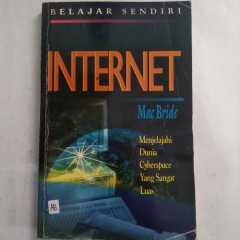 BELAJAR SENDIRI
INTERNET
Mac Bride
Menjelajahi
Dunia
Cyberspace
Yang Sangat
Luas